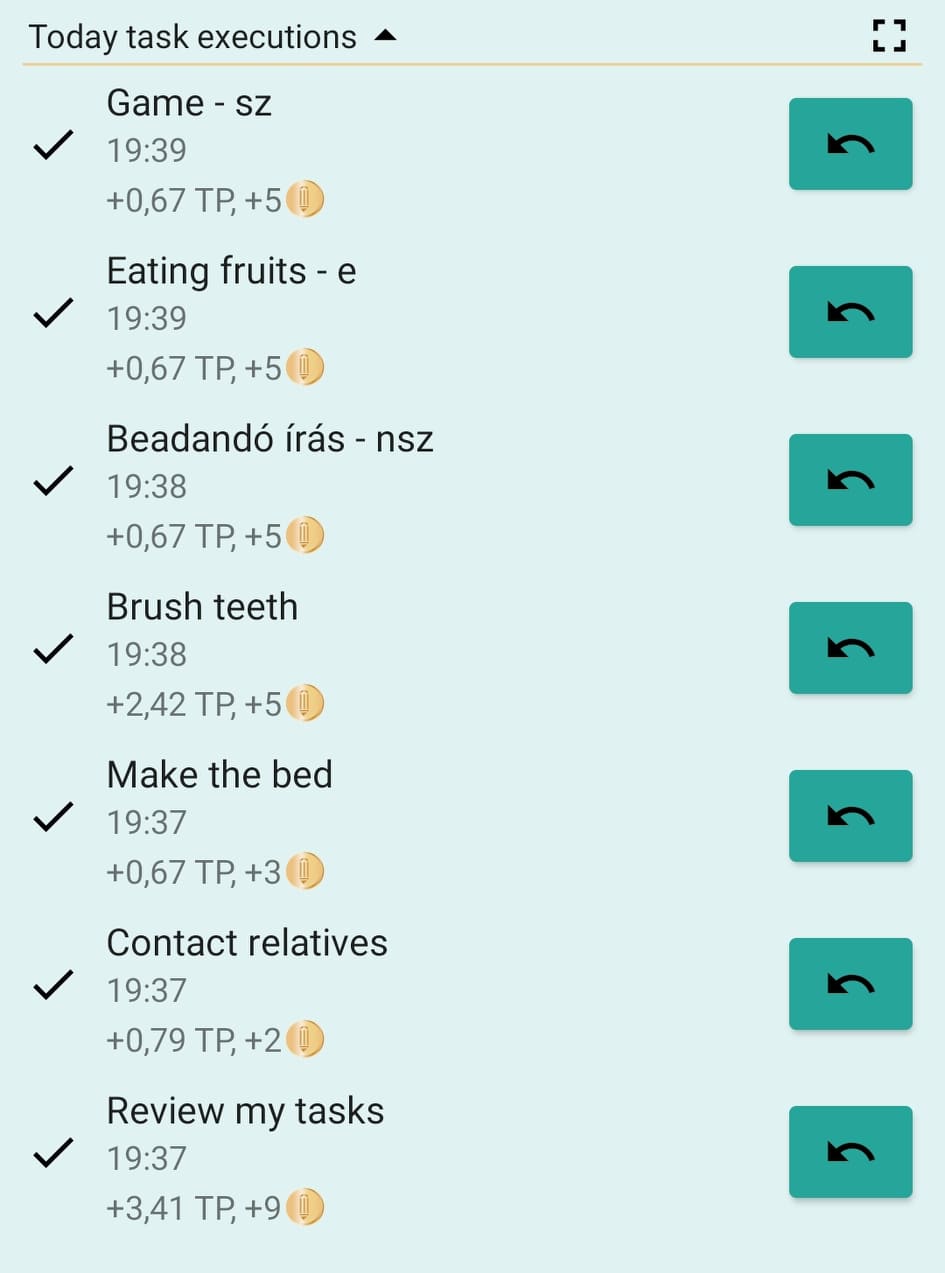 Today task executions
Game - sz
19:39
+0,67 TP, +5
Eating fruits - e
19:39
+0,67 TP, +5
Beadandó írás - nsz
19:38
+0,67 TP, +5
Brush teeth
19:38
+2,42 TP, +5
Make the bed
19:37
+0,67 TP, +3
Contact relatives
19:37
+0,79 TP, +2
Review my tasks
19:37
+3,41 TP, +9